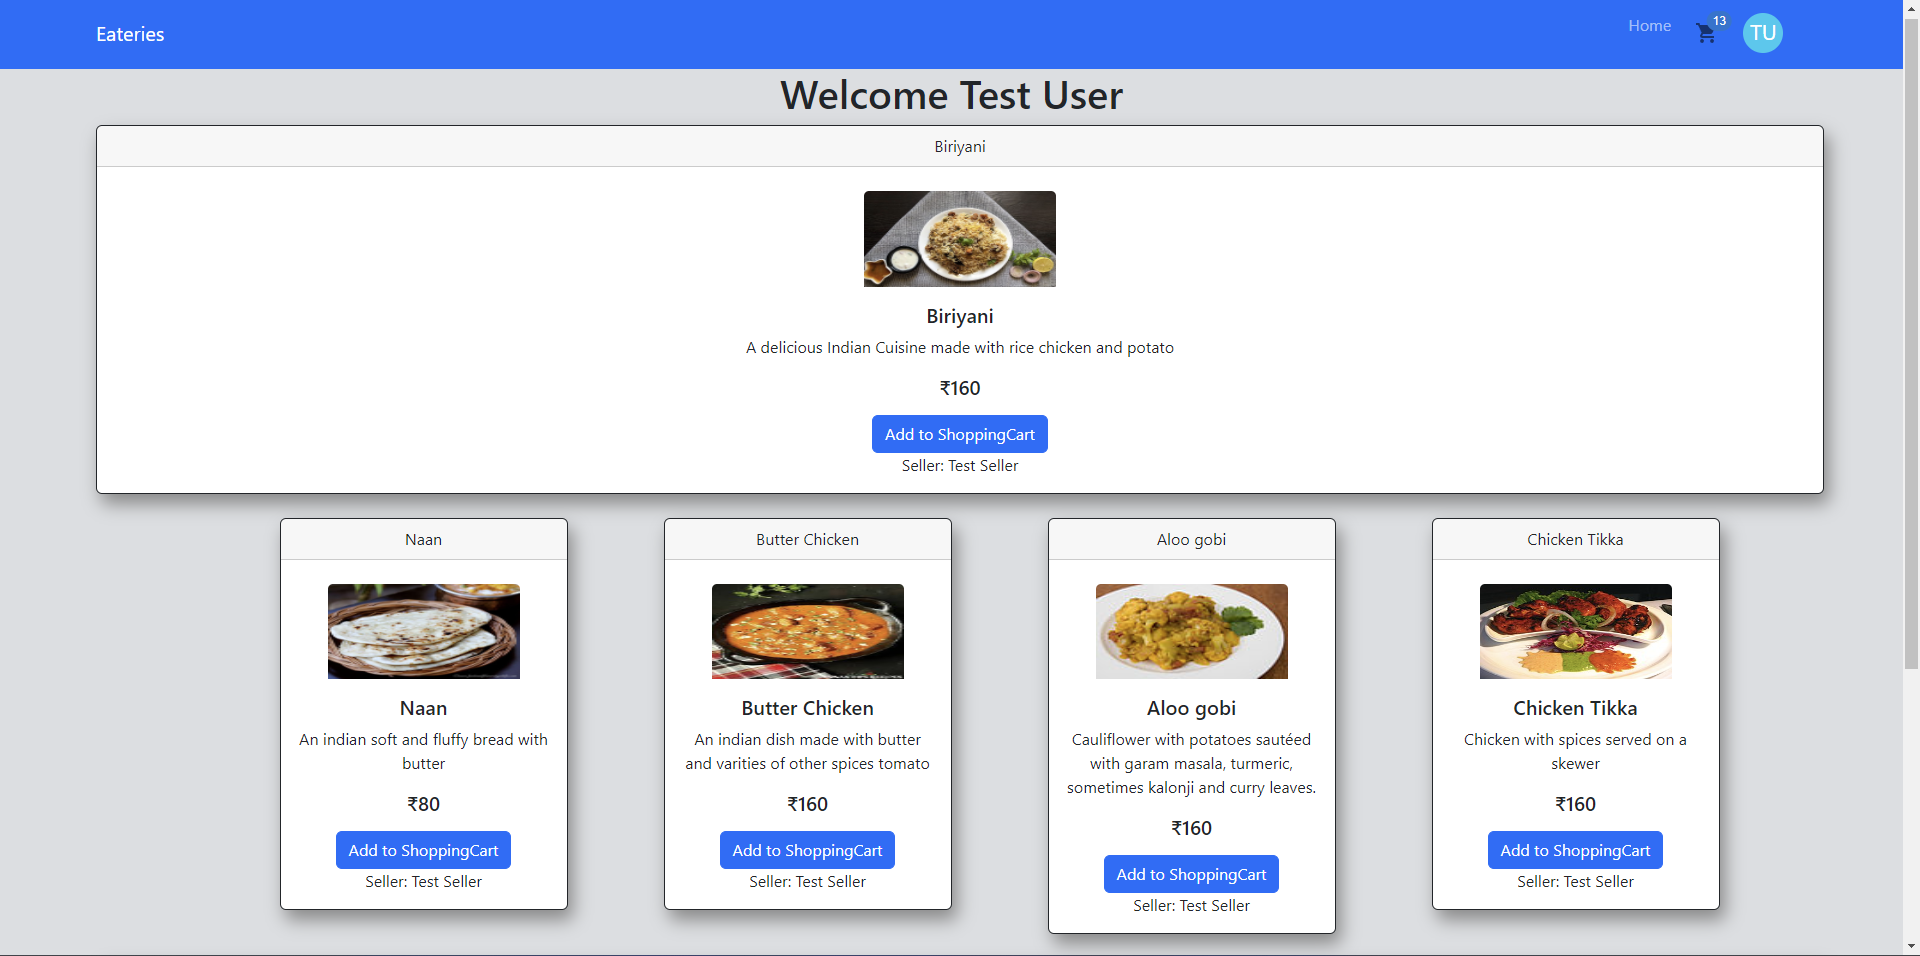 Eateries
Home
13
TU
Welcome Test User
Biriyani
Biriyani
A delicious Indian Cuisine made with rice chicken and potato
₹160
Add to ShoppingCart
Seller: Test Seller
Naan
Naan
An indian soft and fluffy bread with
butter
₹80
Add to ShoppingCart
Seller: Test Seller
Butter Chicken
Butter Chicken
An indian dish made with butter
and varities of other spices tomato
₹160
Add to ShoppingCart
Seller: Test Seller
Aloo gobi
Aloo gobi
Cauliflower with potatoes sautéed
with garam masala, turmeric,
sometimes kalonji and curry leaves.
₹160
Add to ShoppingCart
Seller: Test Seller
Chicken Tikka
Chicken Tikka
Chicken with spices served on a
skewer
₹160
Add to ShoppingCart
Seller: Test Seller